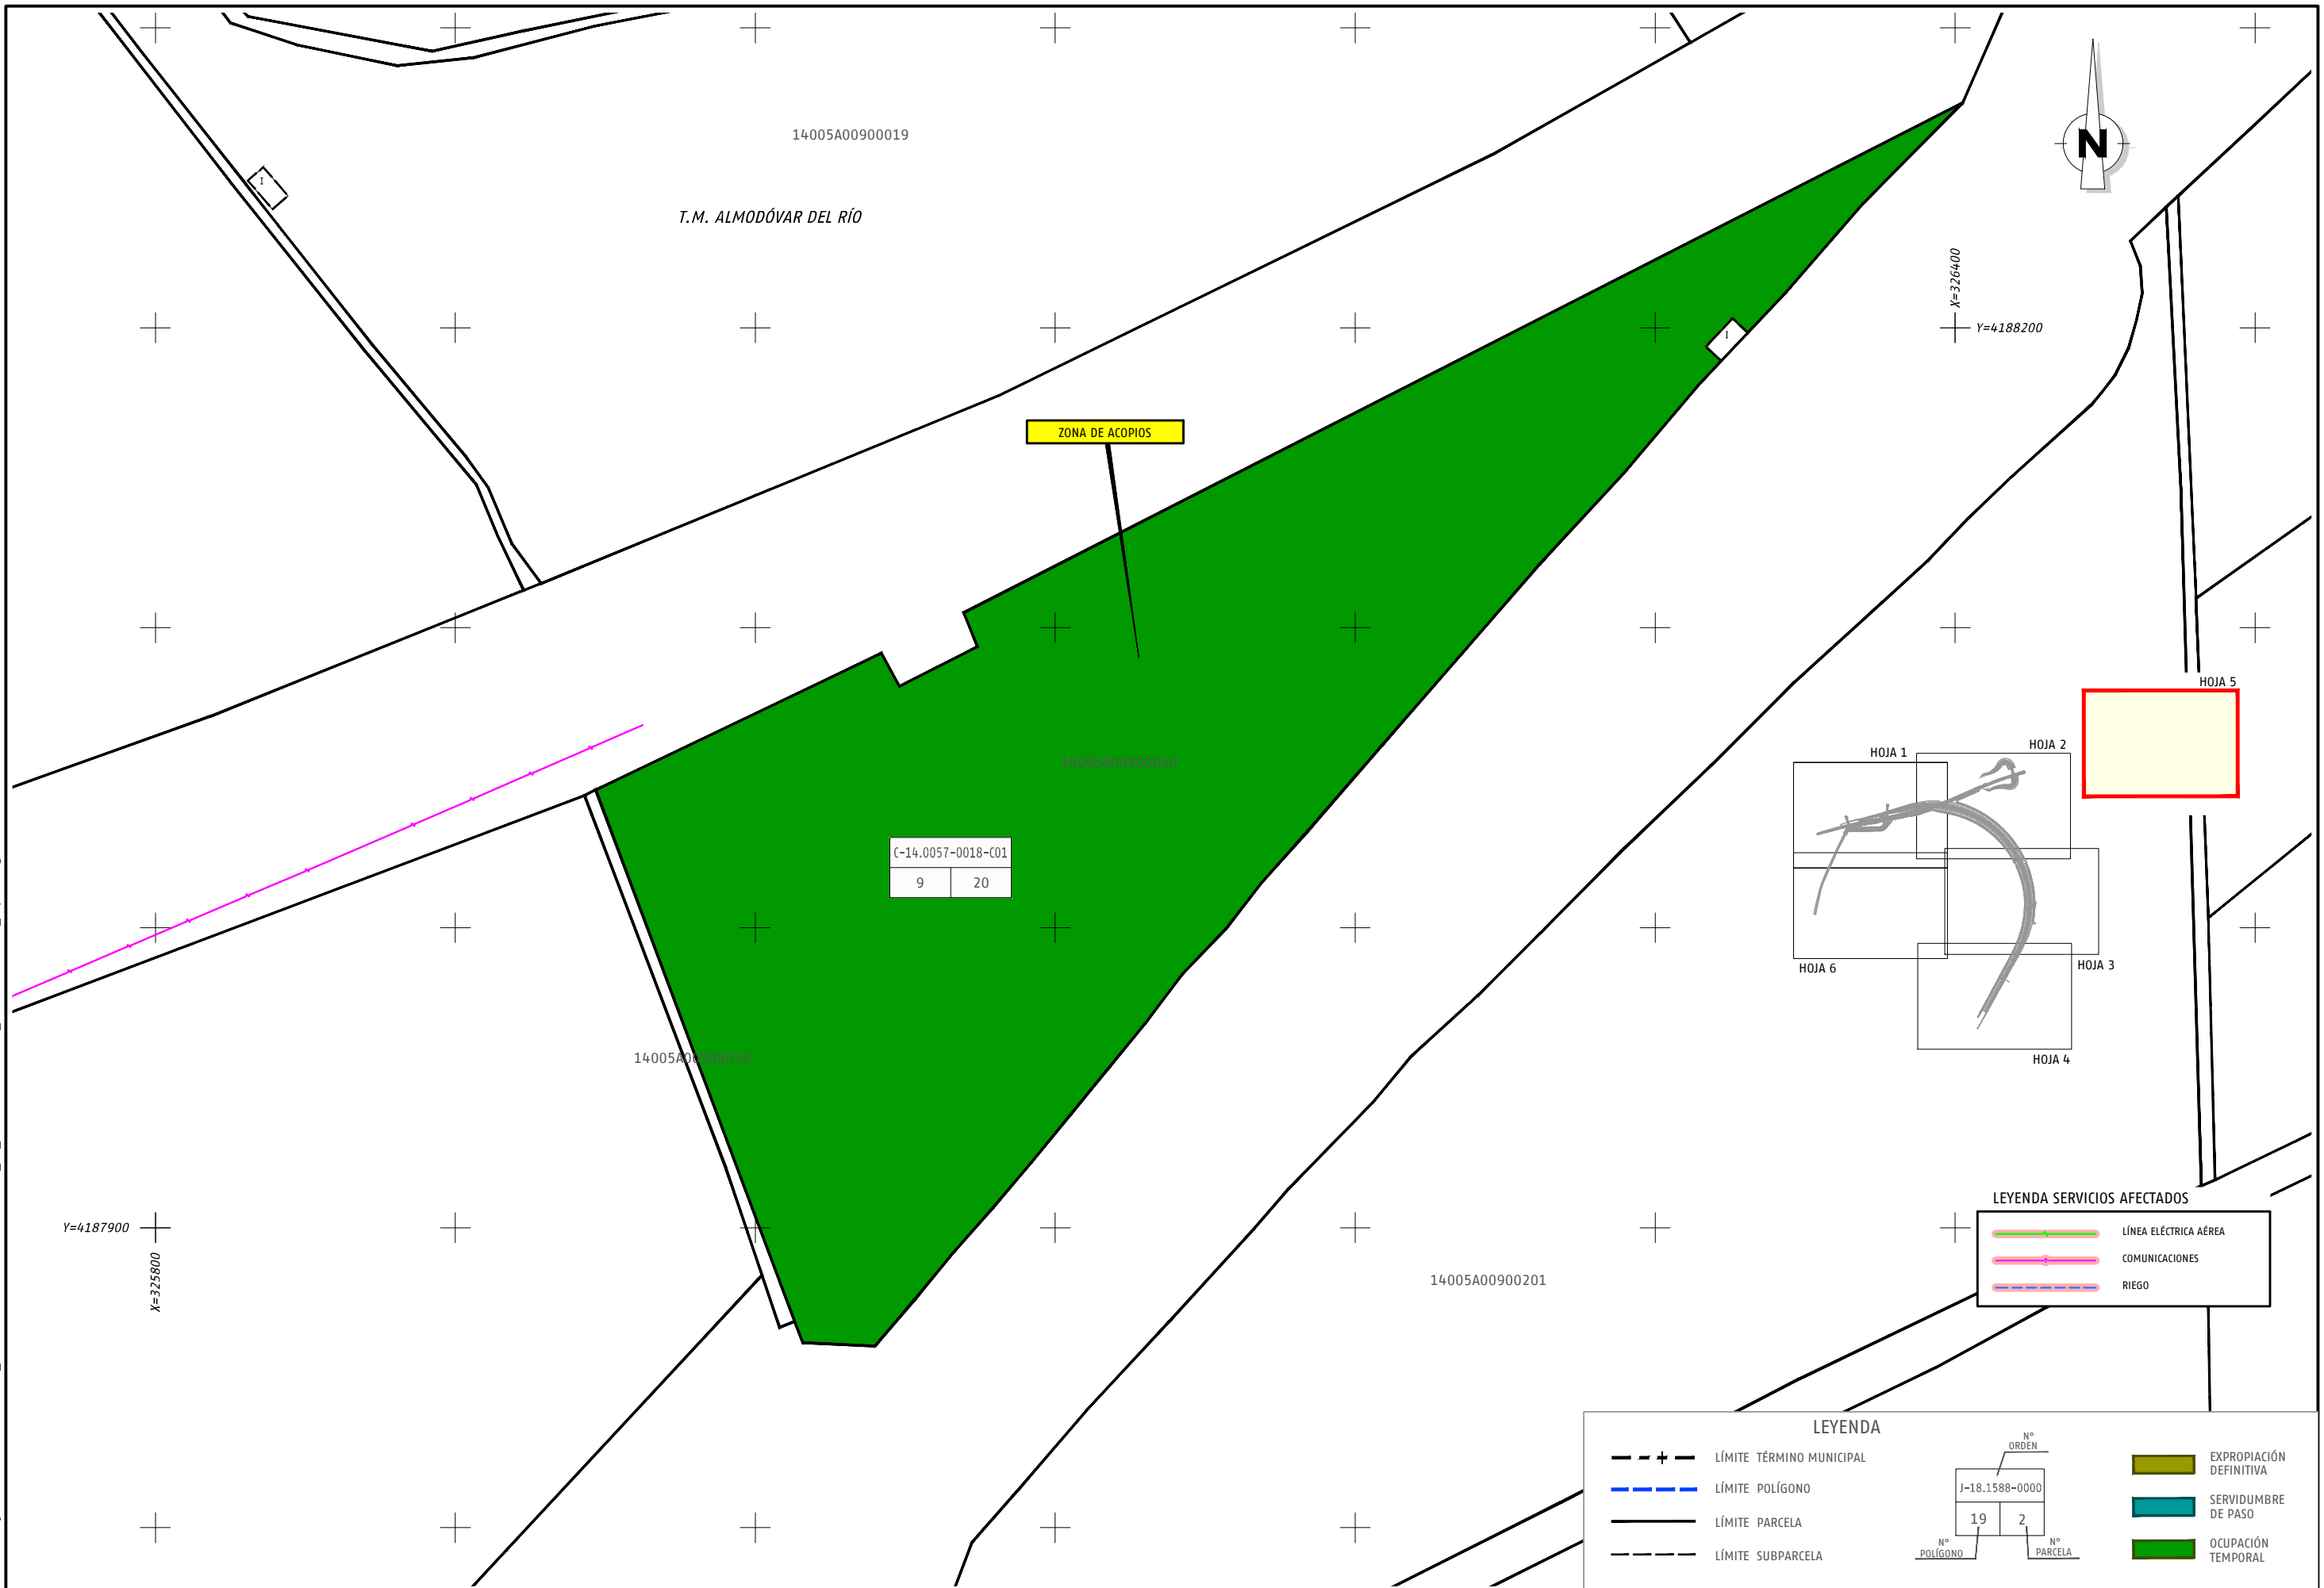 14005A00900019
T.M. ALMODÓVAR DEL RÍO
I
N
X=326400
Y=4188200
I
ZONA DE ACOPIOS
14005A00900020
C-14.0057-0018-C01
9 20
14005A00900019
HOJA 5
HOJA 1
HOJA 2
HOJA 6
HOJA 3
HOJA 4
Y=4187900
X=325800
14005A00900201
LEYENDA SERVICIOS AFECTADOS
LÍNEA ELÉCTRICA AÉREA
COMUNICACIONES
RIEGO
LEYENDA
LÍMITE TÉRMINO MUNICIPAL
LÍMITE POLÍGONO
LÍMITE PARCELA
LÍMITE SUBPARCELA
Nº
ORDEN
J-18.1588-0000
19 2
Nº
POLÍGONO
Nº
PARCELA
EXPROPIACIÓN
DEFINITIVA
SERVIDUMBRE
DE PASO
OCUPACIÓN
TEMPORAL